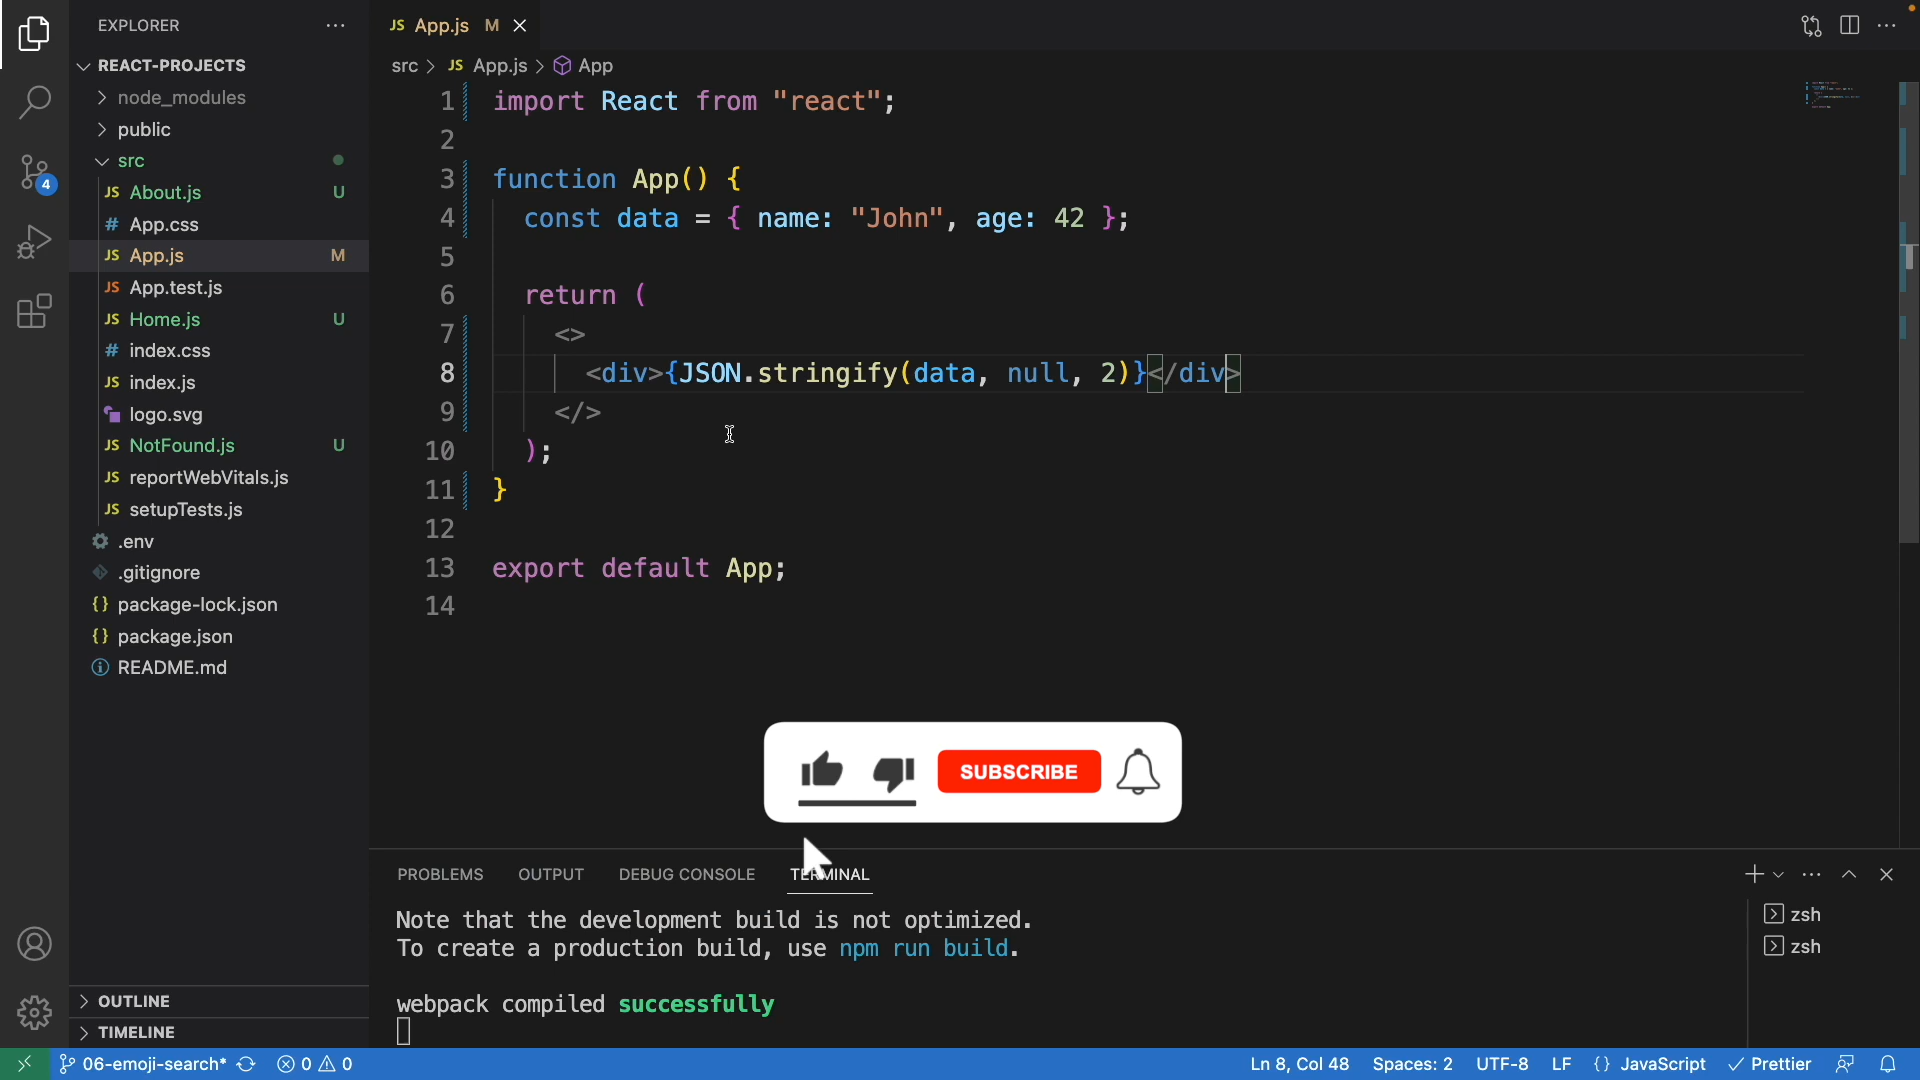 EXPLORER
REACT-PROJECTS
node_modules
public
src
JS About.js U
# App.css
JS App.js M
JS App.test.js
JS Home.js U
# index.css
JS index.js
logo.svg
JS NotFound.js U
JS reportWebVitals.js
JS setupTests.js
.env
.gitignore
{} package-lock.json
{} package.json
README.md
OUTLINE
TIMELINE
4
JS App.js M
src > JS App.js > App
1 import React from "react";
2
3 function App() {
4 const data = { name: "John", age: 42 };
5
6 return (
7 <>
8 <div>{JSON.stringify(data, null, 2)}</div>
9 </>
10 );
11 }
12
13 export default App;
14
SUBSCRIBE
PROBLEMS OUTPUT DEBUG CONSOLE TERMINAL
Note that the development build is not optimized.
To create a production build, use npm run build.
webpack compiled successfully
zsh
zsh
06-emoji-search* 0 0 Ln 8, Col 48 Spaces: 2 UTF-8 LF {} JavaScript Prettier